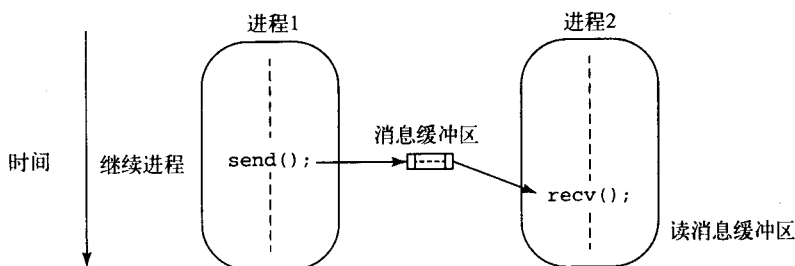 进程1
进程2
消息缓冲区
时间
继续进程
send();
recv();
读消息缓冲区